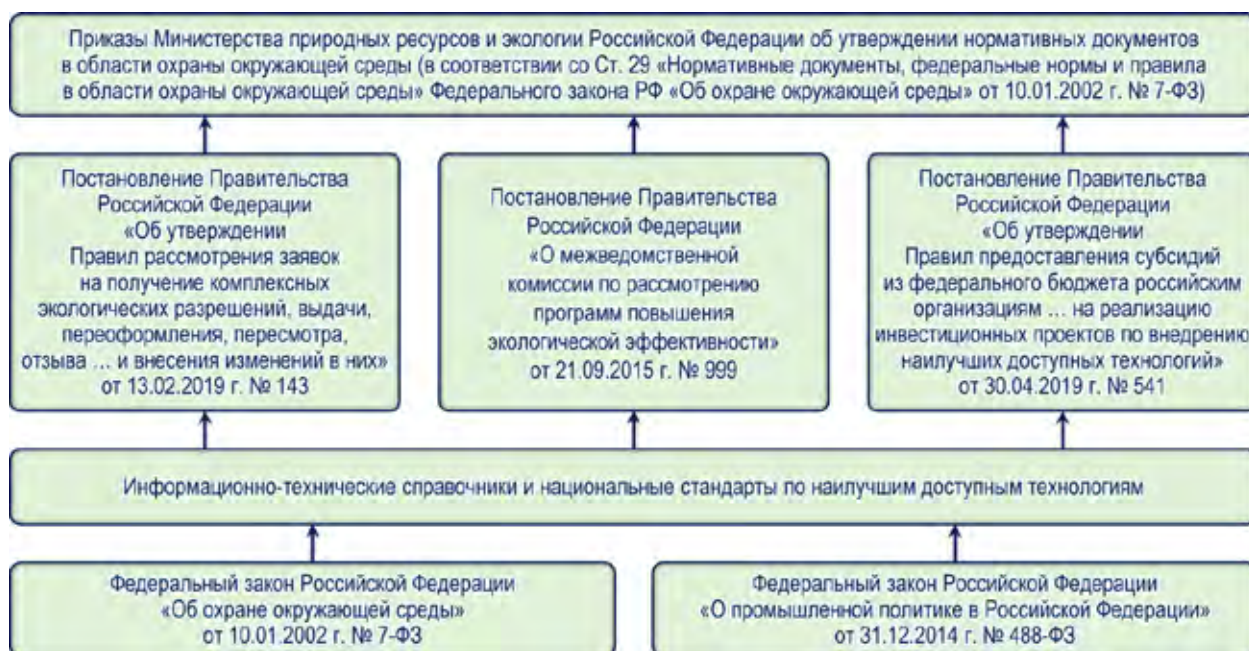 Приказы Министерства природных ресурсов и экологии Российской Федерации об утверждении нормативных документов
в области охраны окружающей среды (в соответствии со Ст. 29 «Нормативные документы, федеральные нормы и правила
в области охраны окружающей среды» Федерального закона РФ «Об охране окружающей среды» от 10.01.2002 г. № 7-ФЗ)
Постановление Правительства
Российской Федерации
«Об утверждении
Правил рассмотрения заявок
на получение комплексных
экологических разрешений, выдачи,
переоформления, пересмотра,
отзыва ... и внесения изменений в них»
от 13.02.2019 г. № 143
Постановление Правительства
Российской Федерации
«О межведомственной
комиссии по рассмотрению
программ повышения
экологической эффективности»
от 21.09.2015 г. № 999
Постановление Правительства
Российской Федерации
«Об утверждении
Правил предоставления субсидий
из федерального бюджета российским
организациям ... на реализацию
инвестиционных проектов по внедрению
наилучших доступных технологий»
от 30.04.2019 г. № 541
Информационно-технические справочники и национальные стандарты по наилучшим доступным технологиям
Федеральный закон Российской Федерации
«Об охране окружающей среды»
от 10.01.2002 г. № 7-ФЗ
Федеральный закон Российской Федерации
«О промышленной политике в Российской Федерации»
от 31.12.2014 г. № 488-ФЗ